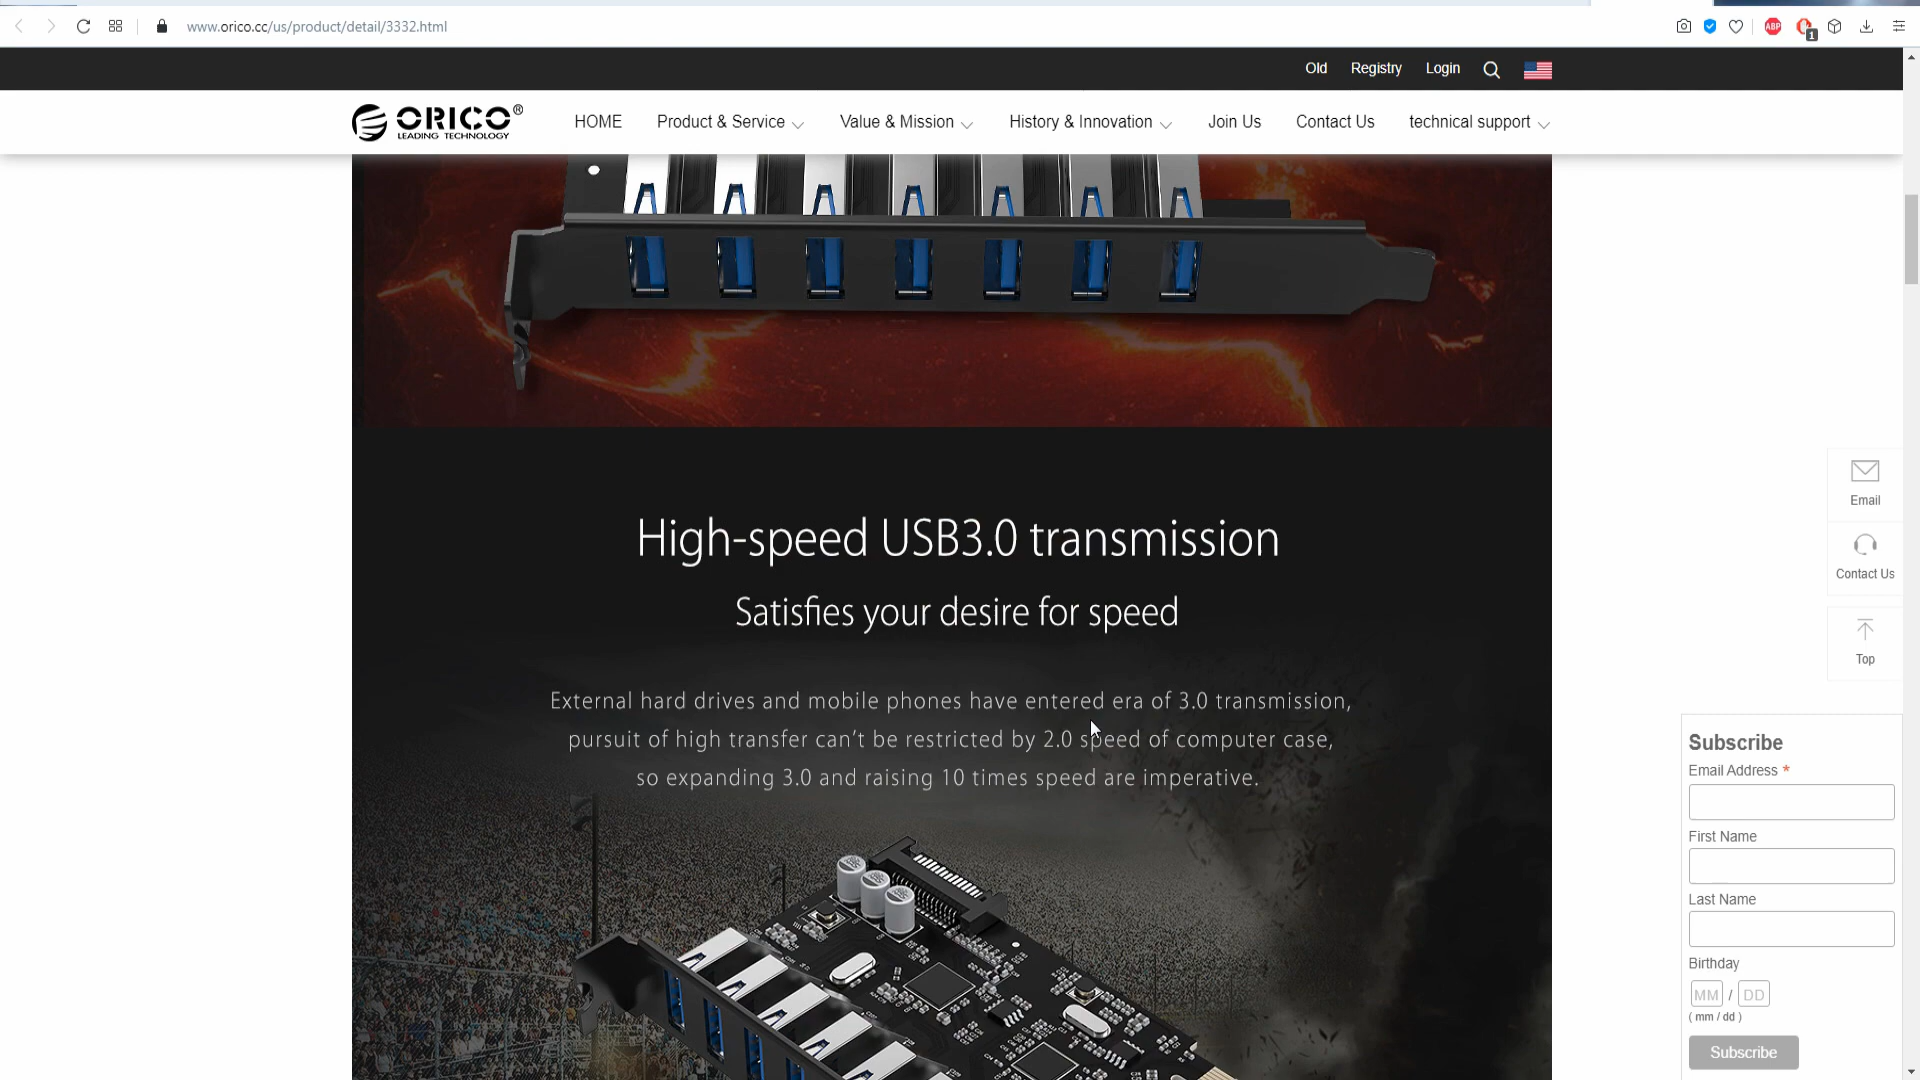 www.orico.cc/us/product/detail/3332.html
ABP
1
Old Registry Login
ORICO®
LEADING TECHNOLOGY
HOME Product & Service Value & Mission History & Innovation Join Us Contact Us technical support
High-speed USB3.0 transmission
Satisfies your desire for speed
External hard drives and mobile phones have entered era of 3.0 transmission,
pursuit of high transfer can't be restricted by 2.0 speed of computer case,
so expanding 3.0 and raising 10 times speed are imperative.
Email
Contact Us
Top
Subscribe
Email Address *
First Name
Last Name
Birthday
MM / DD
( mm / dd )
Subscribe